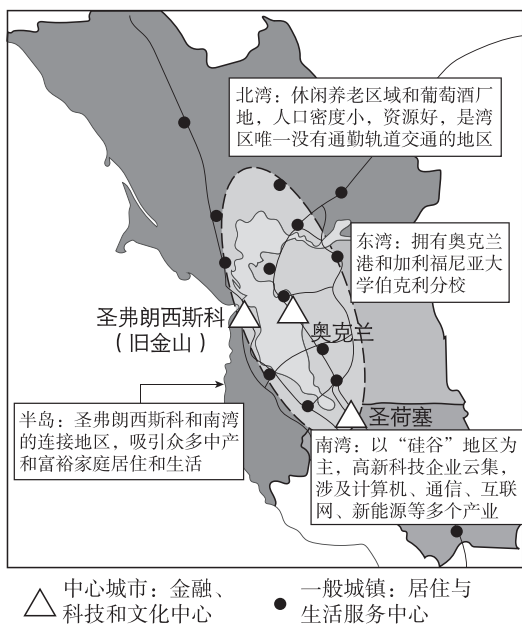 北湾：休闲养老区域和葡萄酒厂
地，人口密度小，资源好，是湾
区唯一没有通勤轨道交通的地区
东湾：拥有奥克兰
港和加利福尼亚大
学伯克利分校
圣弗朗西斯科
（旧金山）
奥克兰
半岛：圣弗朗西斯科和南湾
的连接地区，吸引众多中产
和富裕家庭居住和生活
圣荷塞
南湾：以“硅谷”地区为
主，高新科技企业云集，
涉及计算机、通信、互联
网、新能源等多个产业
中心城市：金融、
科技和文化中心
一般城镇：居住与
生活服务中心